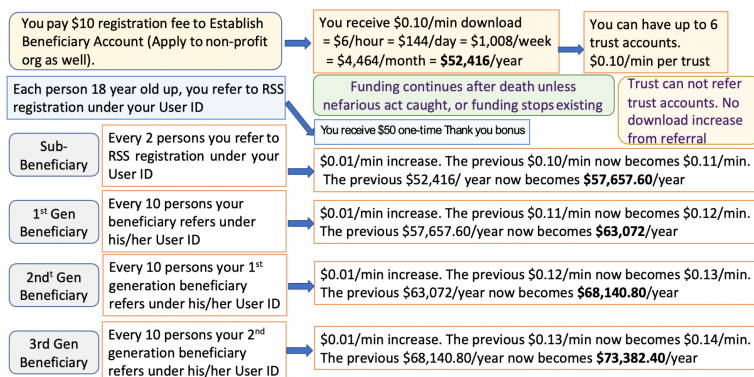 You pay $10 registration fee to Establish
Beneficiary Account (Apply to non-profit
org as well).
You receive $0.10/min download
= $6/hour = $144/day = $1,008/week
= $4,464/month = $52,416/year
You can have up to 6
trust accounts.
$0.10/min per trust
Each person 18 year old up, you refer to RSS
registration under your User ID
Funding continues after death unless
nefarious act caught, or funding stops existing
Trust can not refer
trust accounts. No
download increase
from referral
You receive $50 one-time Thank you bonus
Sub-
Beneficiary
Every 2 persons you refer to
RSS registration under your
User ID
$0.01/min increase. The previous $0.10/min now becomes $0.11/min.
The previous $52,416/ year now becomes $57,657.60/year
1st Gen
Beneficiary
Every 10 persons your
beneficiary refers under
his/her User ID
$0.01/min increase. The previous $0.11/min now becomes $0.12/min.
The previous $57,657.60/year now becomes $63,072/year
2ndt Gen
Beneficiary
Every 10 persons your 1st
generation beneficiary
refers under his/her User ID
$0.01/min increase. The previous $0.12/min now becomes $0.13/min.
The previous $63,072/year now becomes $68,140.80/year
3rd Gen
Beneficiary
Every 10 persons your 2nd
generation beneficiary
refers under his/her User ID
$0.01/min increase. The previous $0.13/min now becomes $0.14/min.
The previous $68,140.80/year now becomes $73,382.40/year